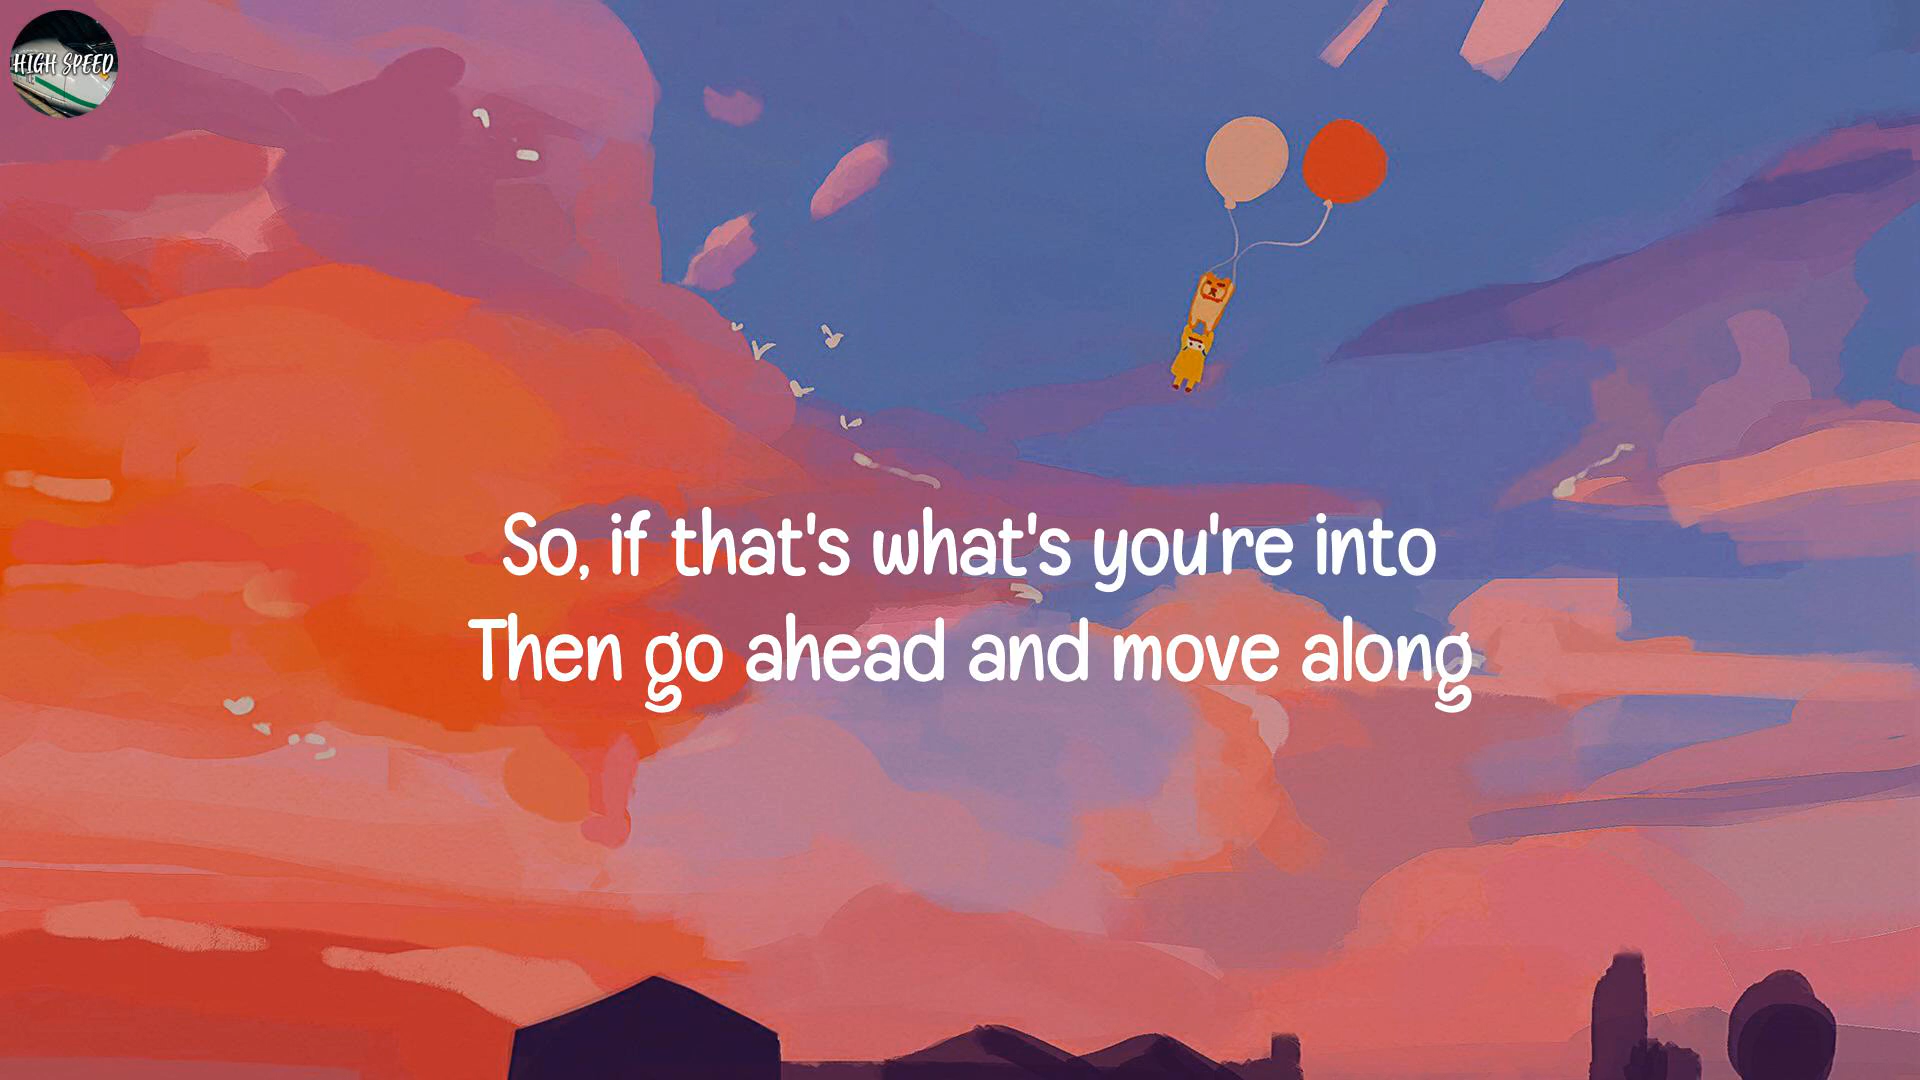 HIGH SPEED
So, if that's what's you're into
Then go ahead and move along